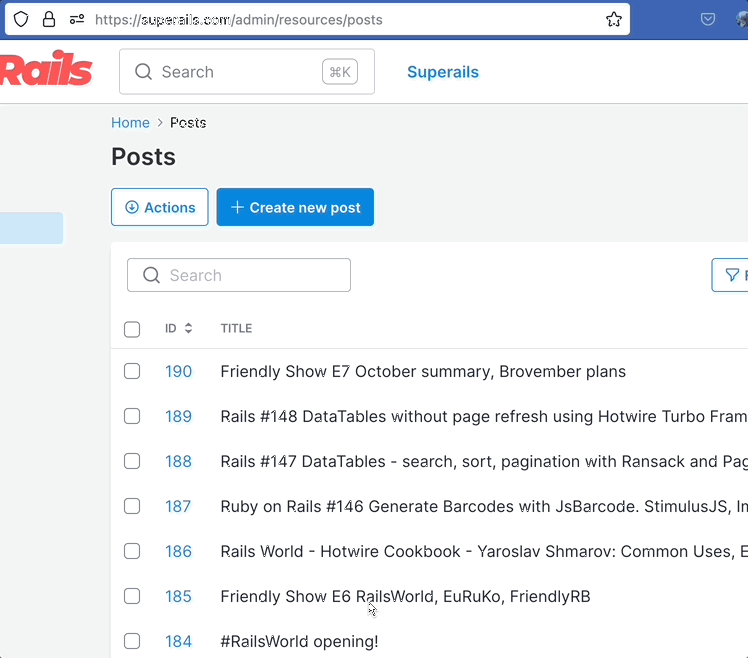 https://superails.com/admin/resources/posts
Rails
Search ⌘K
Superails
Home > Posts
Posts
Actions
+ Create new post
Search
ID TITLE
190 Friendly Show E7 October summary, Brovember plans
189 Rails #148 DataTables without page refresh using Hotwire Turbo Fram
188 Rails #147 DataTables - search, sort, pagination with Ransack and Pag
187 Ruby on Rails #146 Generate Barcodes with JsBarcode. StimulusJS, Im
186 Rails World - Hotwire Cookbook - Yaroslav Shmarov: Common Uses, E
185 Friendly Show E6 RailsWorld, EuRuKo, FriendlyRB
184 #RailsWorld opening!